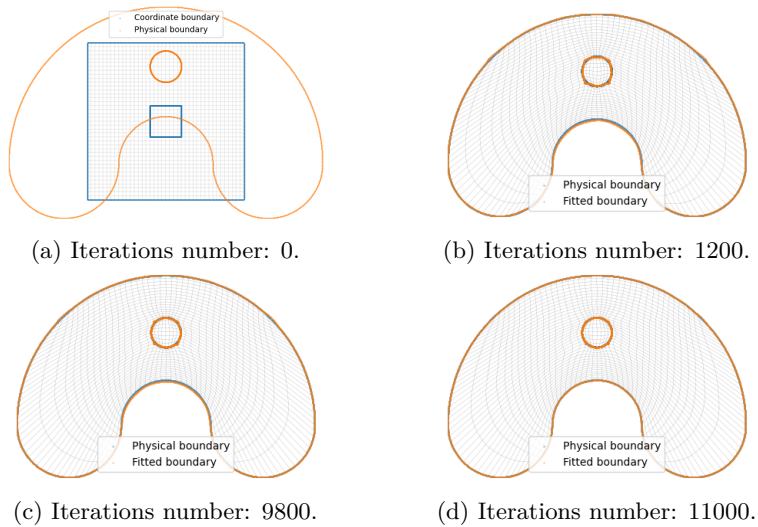 Coordinate boundary
Physical boundary
(a) Iterations number: 0.
Physical boundary
Fitted boundary
(b) Iterations number: 1200.
Physical boundary
Fitted boundary
(c) Iterations number: 9800.
Physical boundary
Fitted boundary
(d) Iterations number: 11000.